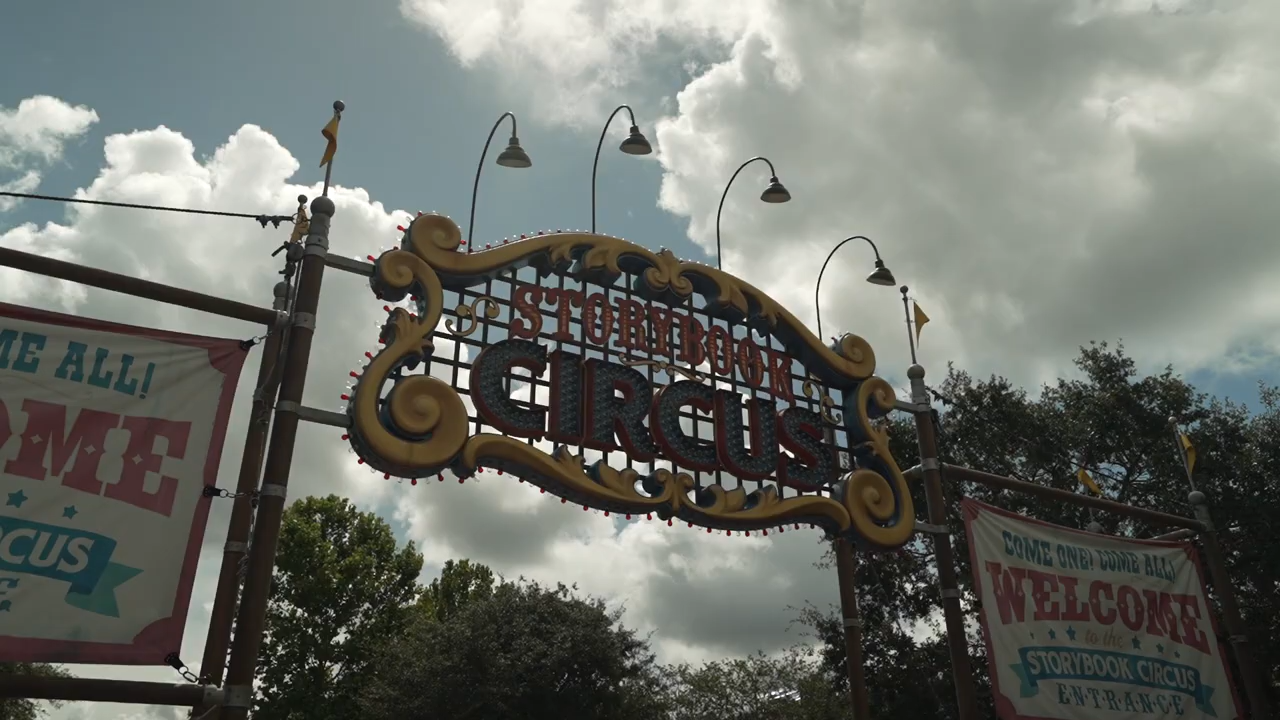 STORYBOOK
CIRCUS
ME ALL!
OME
CUS
E
COME ONE! COME ALL!
WELCOME
to the
STORYBOOK CIRCUS
ENTRANCE